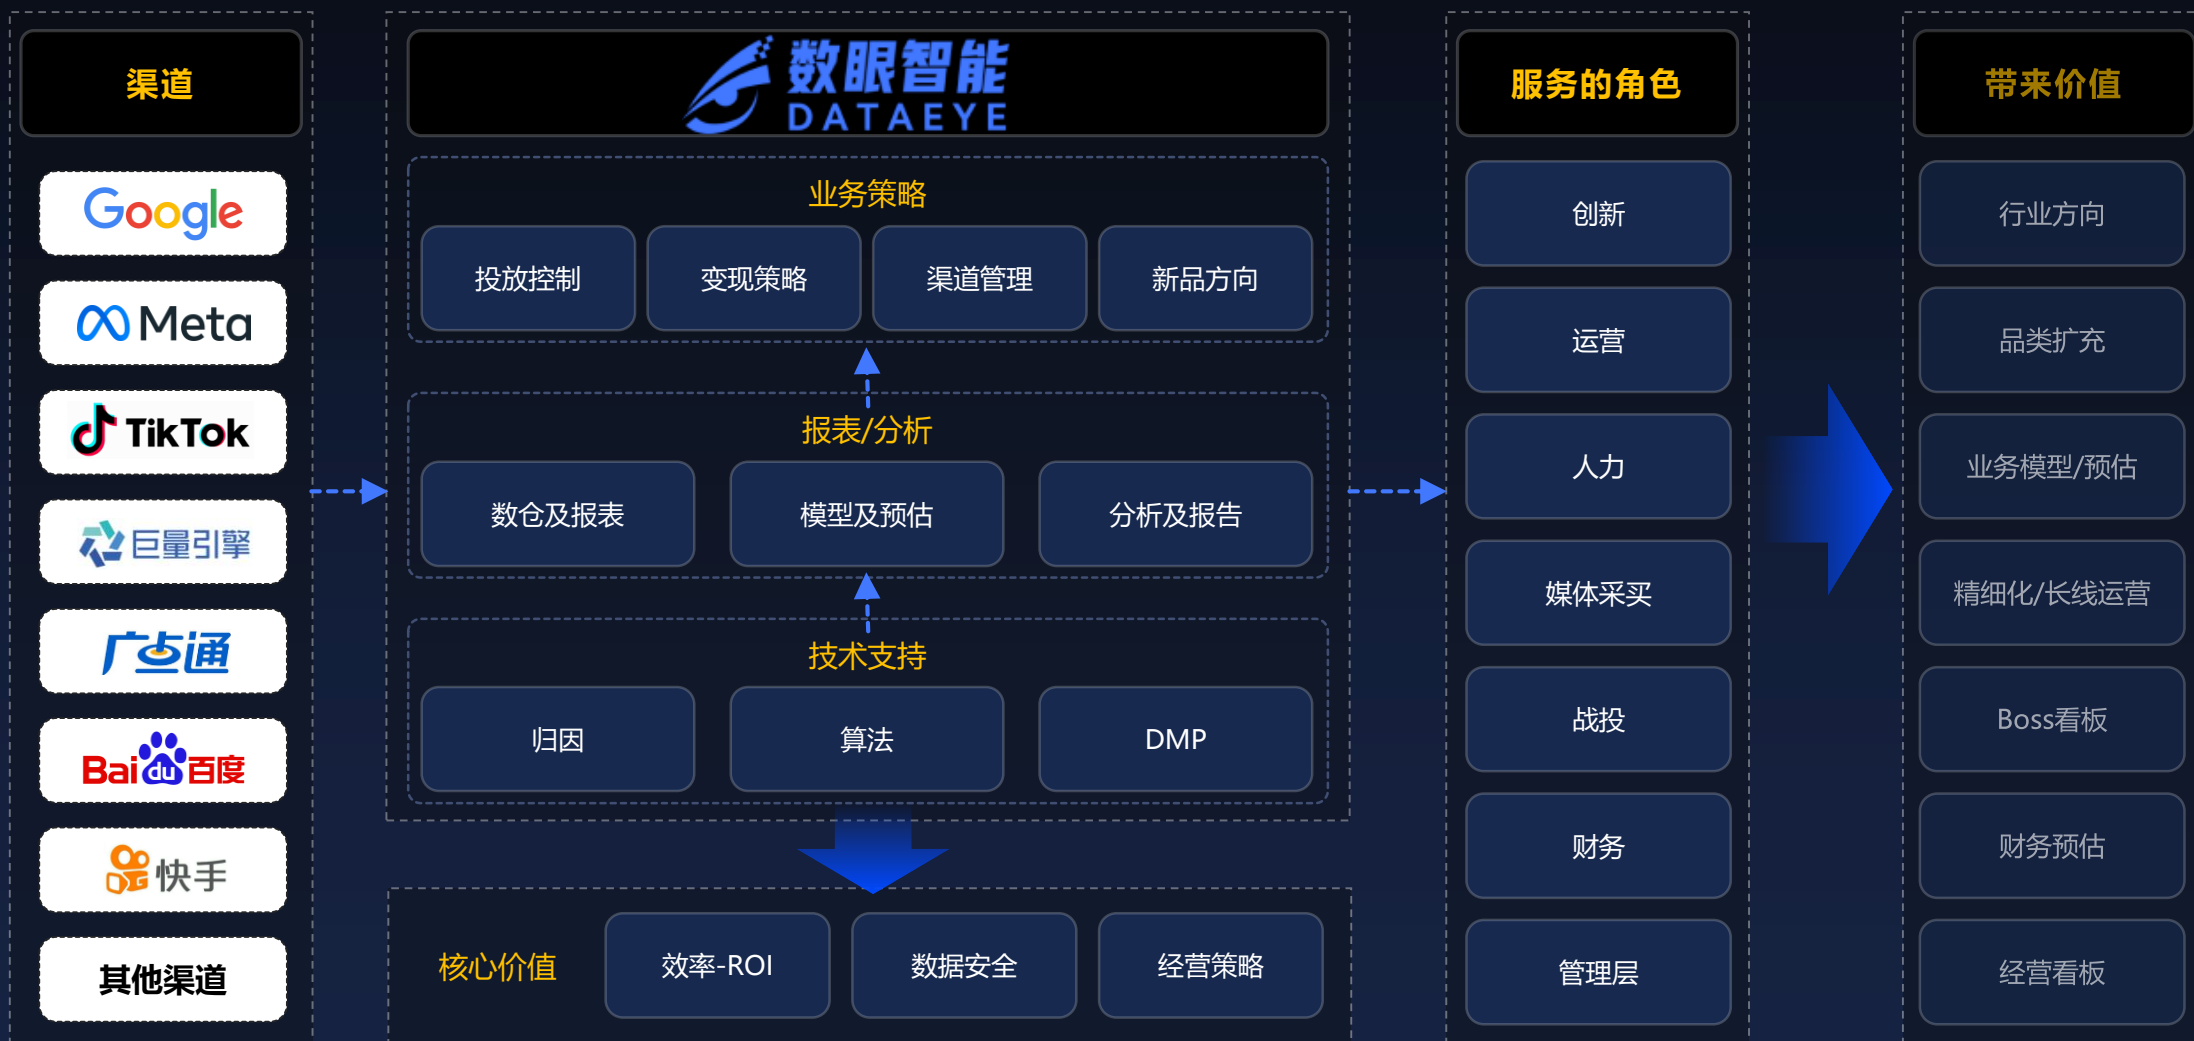 渠道
Google
Meta
TikTok
巨量引擎
广点通
Baidu百度
快手
其他渠道
数眼智能
DATAEYE
业务策略
投放控制
变现策略
渠道管理
新品方向
报表/分析
数仓及报表
模型及预估
分析及报告
技术支持
归因
算法
DMP
核心价值
效率-ROI
数据安全
经营策略
服务的角色
创新
运营
人力
媒体采买
战投
财务
管理层
带来价值
行业方向
品类扩充
业务模型/预估
精细化/长线运营
Boss看板
财务预估
经营看板